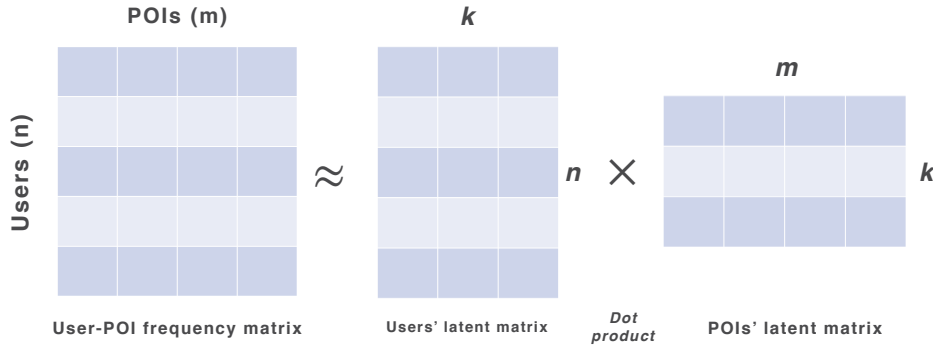 POIs (m)
k
m
Users (n)
≈
n
×
k
User-POI frequency matrix
Users’ latent matrix
Dot
product
POIs’ latent matrix